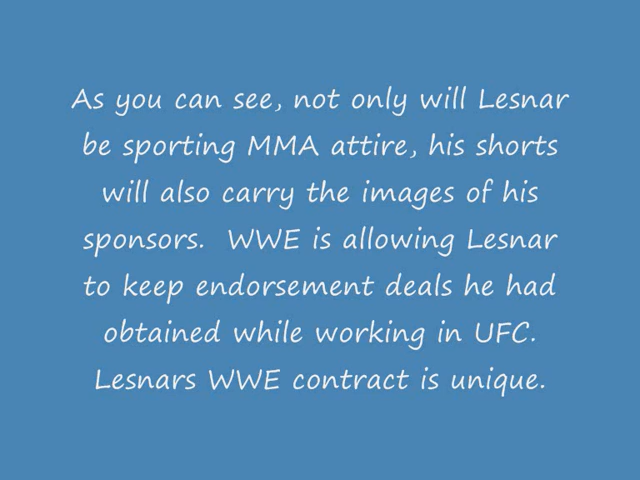 As you can see, not only will Lesnar
be sporting MMA attire, his shorts
will also carry the images of his
sponsors.  WWE is allowing Lesnar
to keep endorsement deals he had
obtained while working in UFC.
Lesnars WWE contract is unique.